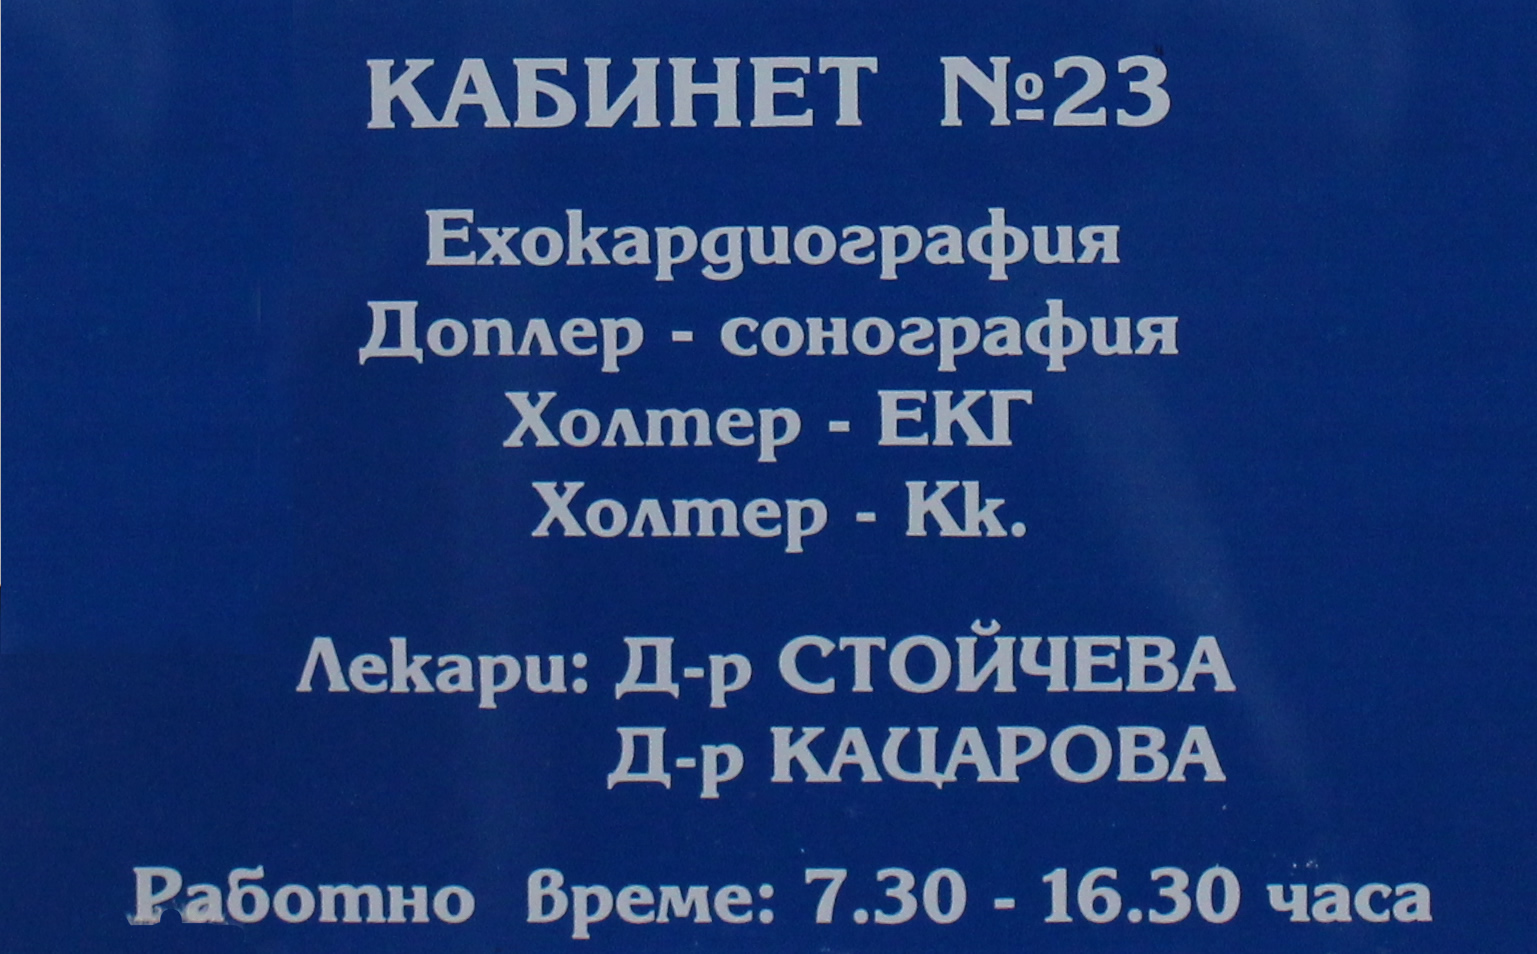 КАБИНЕТ №23
Ехокардиография
Доплер - сонография
Холтер - ЕКГ
Холтер - Кк.
Лекари: Д-р СТОЙЧЕВА
Д-р КАЦАРОВА
Работно време: 7.30 - 16.30 часа